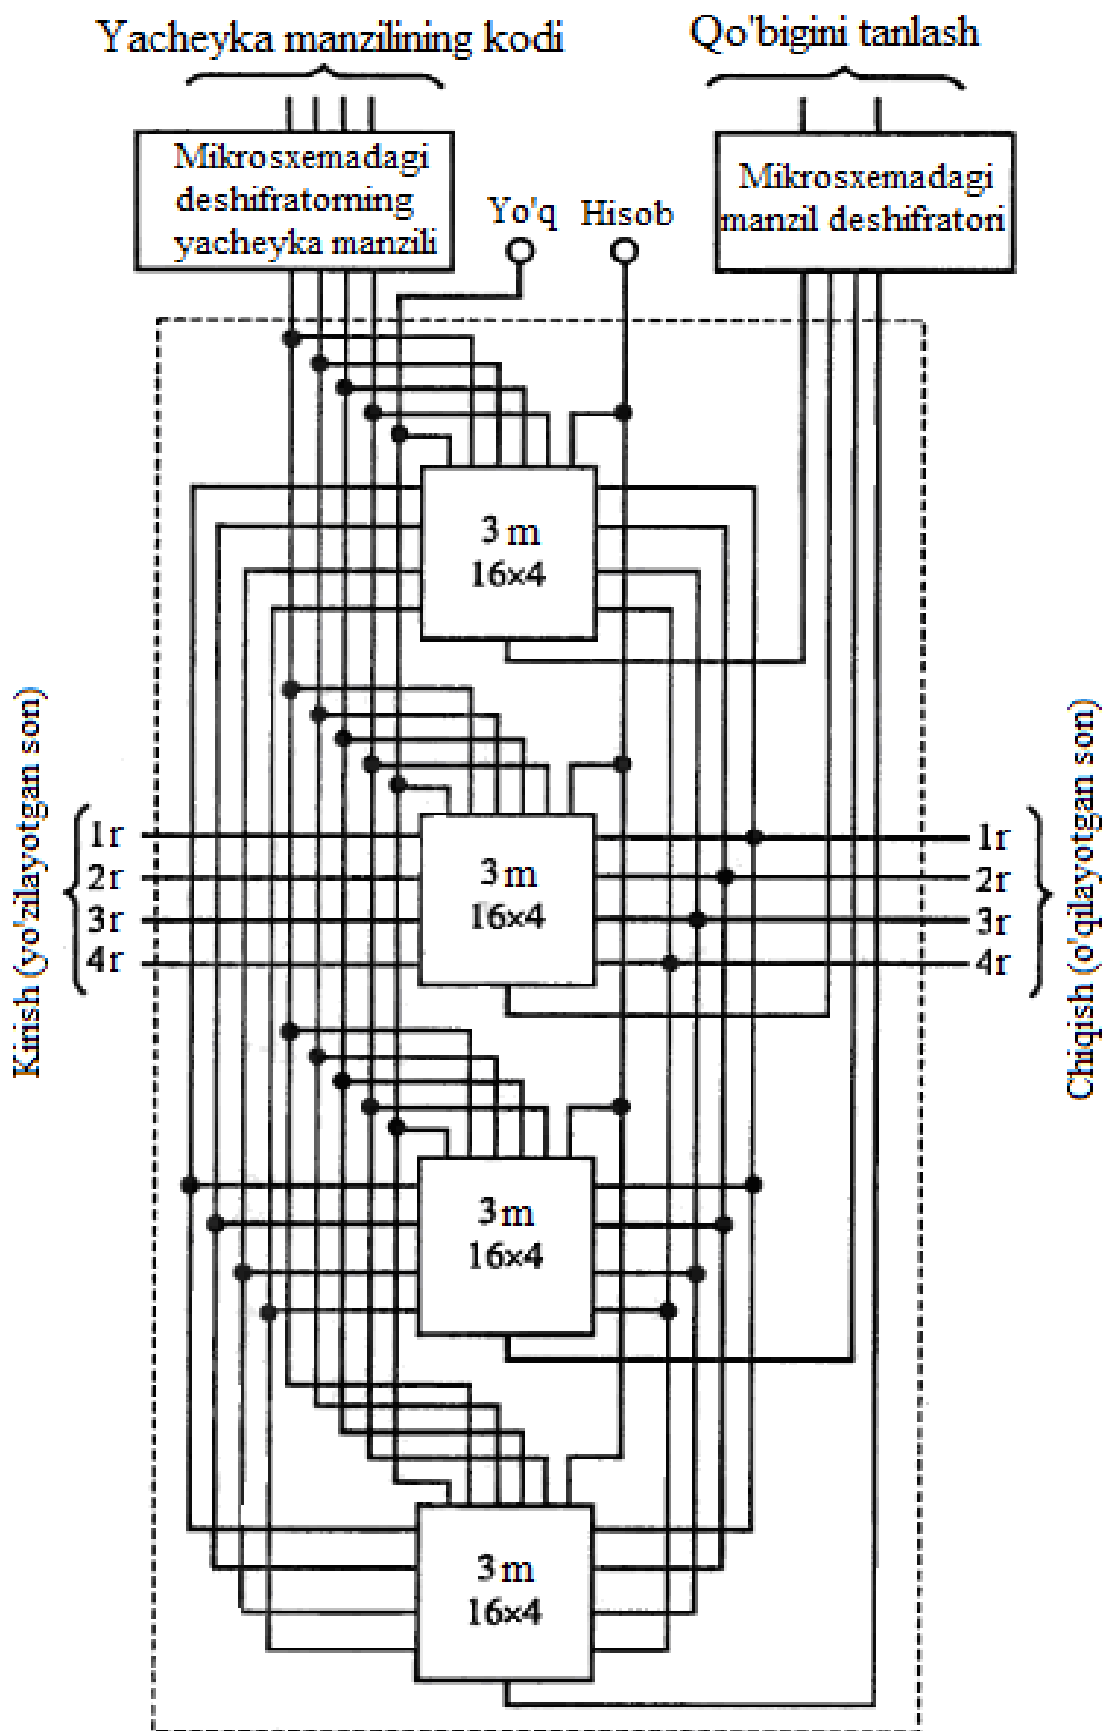 Yacheyka manzilining kodi
Qo'bigini tanlash
Mikrosxemadagi
deshifratorning
yacheyka manzili
Yo'q
Hisob
Mikrosxemadagi
manzil deshifratori
3 m
16×4
Kirish (yo'zilayotgan son)
1r
2r
3r
4r
3 m
16×4
1r
2r
3r
4r
Chiqish (o'qilayotgan son)
3 m
16×4
3 m
16×4